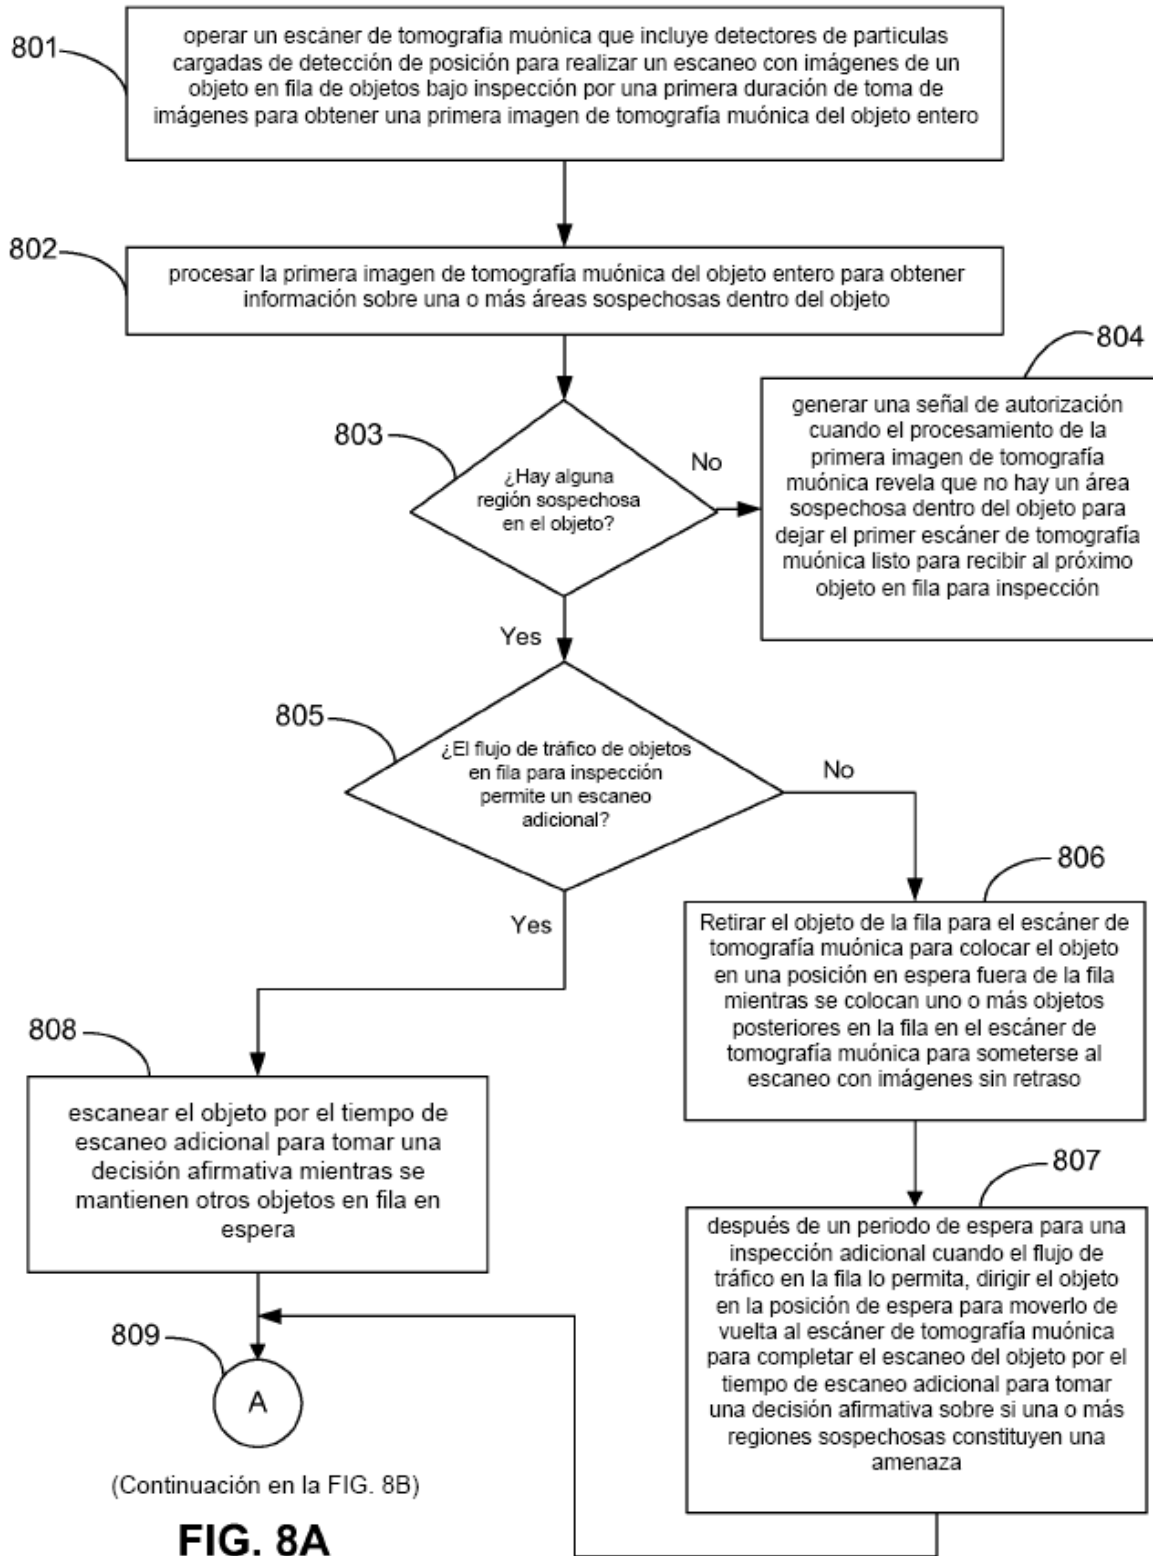 801
operar un escáner de tomografía muónica que incluye detectores de partículas
cargadas de detección de posición para realizar un escaneo con imágenes de un
objeto en fila de objetos bajo inspección por una primera duración de toma de
imágenes para obtener una primera imagen de tomografía muónica del objeto entero
802
procesar la primera imagen de tomografía muónica del objeto entero para obtener
información sobre una o más áreas sospechosas dentro del objeto
803
¿Hay alguna
región sospechosa
en el objeto?
No
804
generar una señal de autorización
cuando el procesamiento de la
primera imagen de tomografía
muónica revela que no hay un área
sospechosa dentro del objeto para
dejar el primer escáner de tomografía
muónica listo para recibir al próximo
objeto en fila para inspección
Yes
805
¿El flujo de tráfico de objetos
en fila para inspección
permite un escaneo
adicional?
No
Yes
806
Retirar el objeto de la fila para el escáner de
tomografía muónica para colocar el objeto
en una posición en espera fuera de la fila
mientras se colocan uno o más objetos
posteriores en la fila en el escáner de
tomografía muónica para someterse al
escaneo con imágenes sin retraso
808
escanear el objeto por el tiempo de
escaneo adicional para tomar una
decisión afirmativa mientras se
mantienen otros objetos en fila en
espera
807
después de un periodo de espera para una
inspección adicional cuando el flujo de
tráfico en la fila lo permita, dirigir el objeto
en la posición de espera para moverlo de
vuelta al escáner de tomografía muónica
para completar el escaneo del objeto por el
tiempo de escaneo adicional para tomar
una decisión afirmativa sobre si una o más
regiones sospechosas constituyen una
amenaza
809
A
(Continuación en la FIG. 8B)
FIG. 8A